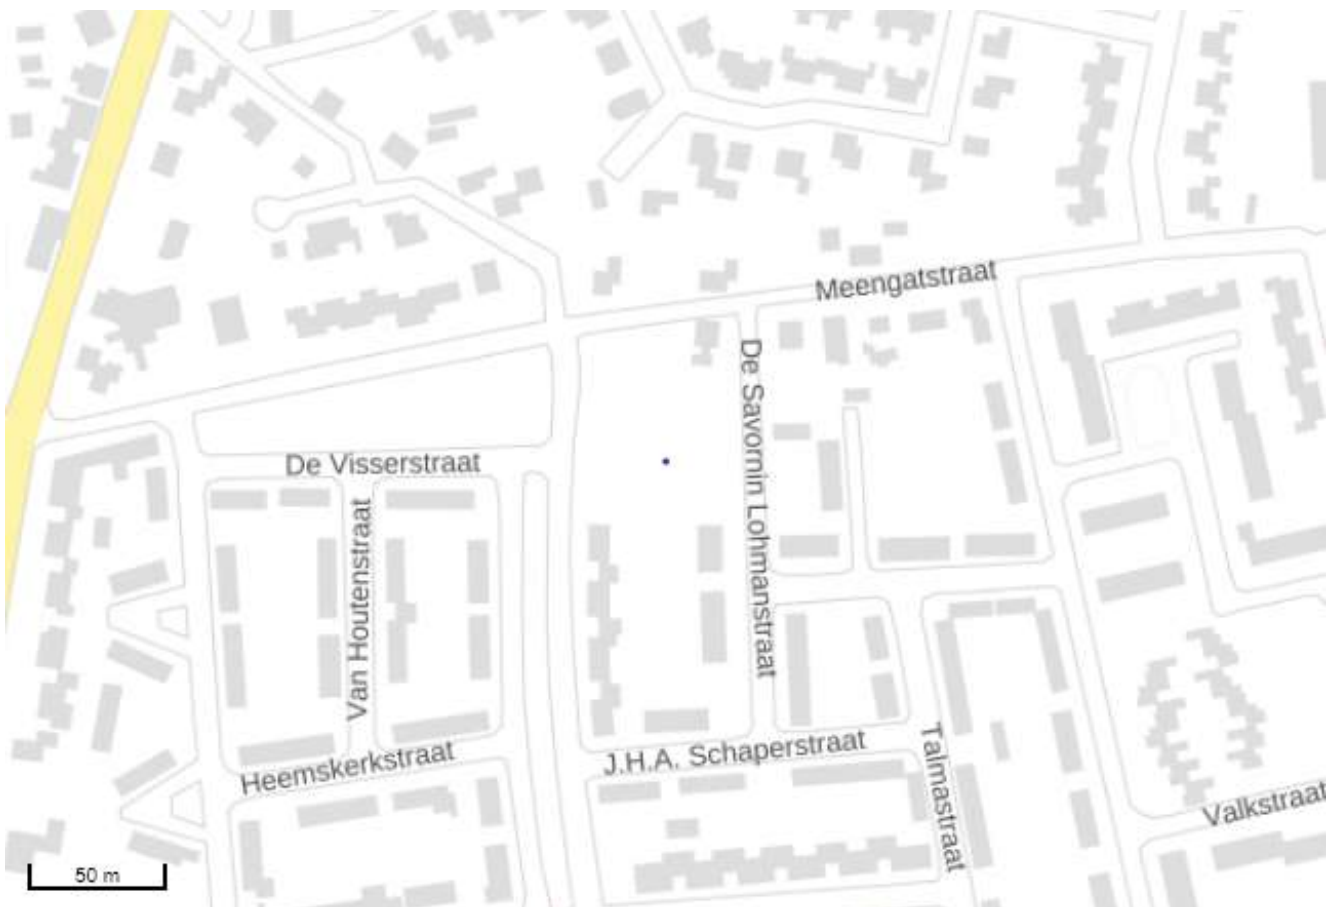 Meengatstraat
De Savornin Lohmanstraat
De Visserstraat
Van Houtenstraat
Heemskerkstraat
J.H.A. Schaperstraat
Talmastraat
Valkstraat
50 m